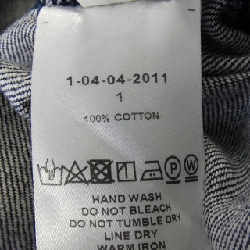 1-04-04-2011
1
100% COTTON
P W
HAND WASH
DO NOT BLEACH
DO NOT TUMBLE DRY
LINE DRY
WARM IRON